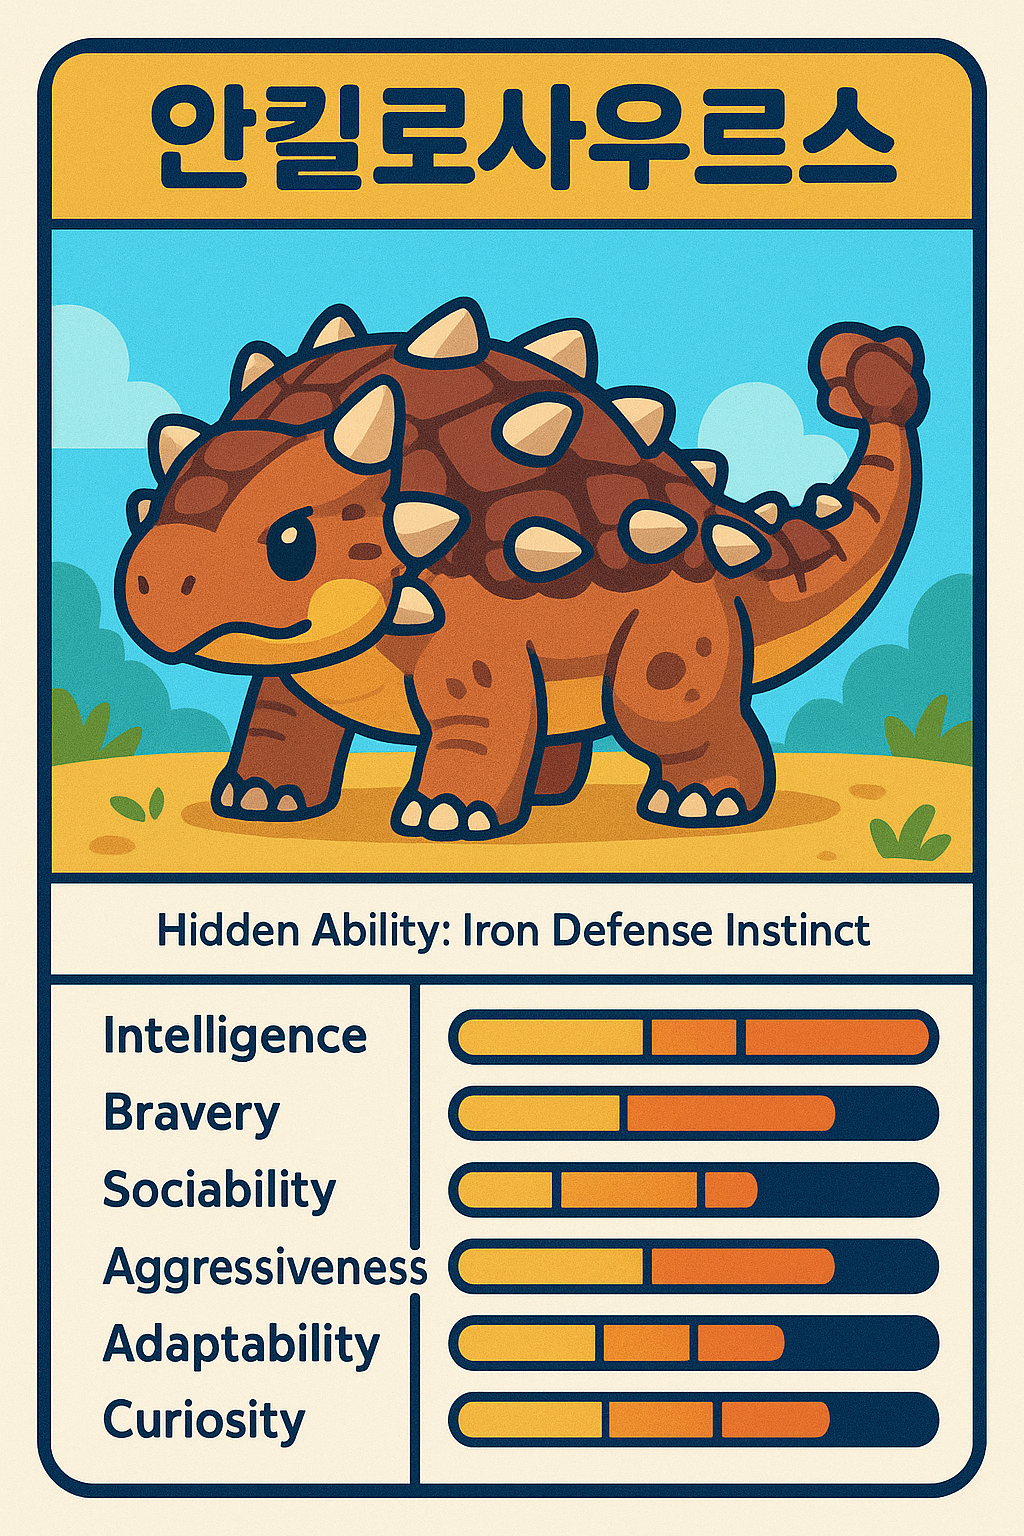 안킬로사우르스
Hidden Ability: Iron Defense Instinct
Intelligence
Bravery
Sociability
Aggressiveness
Adaptability
Curiosity